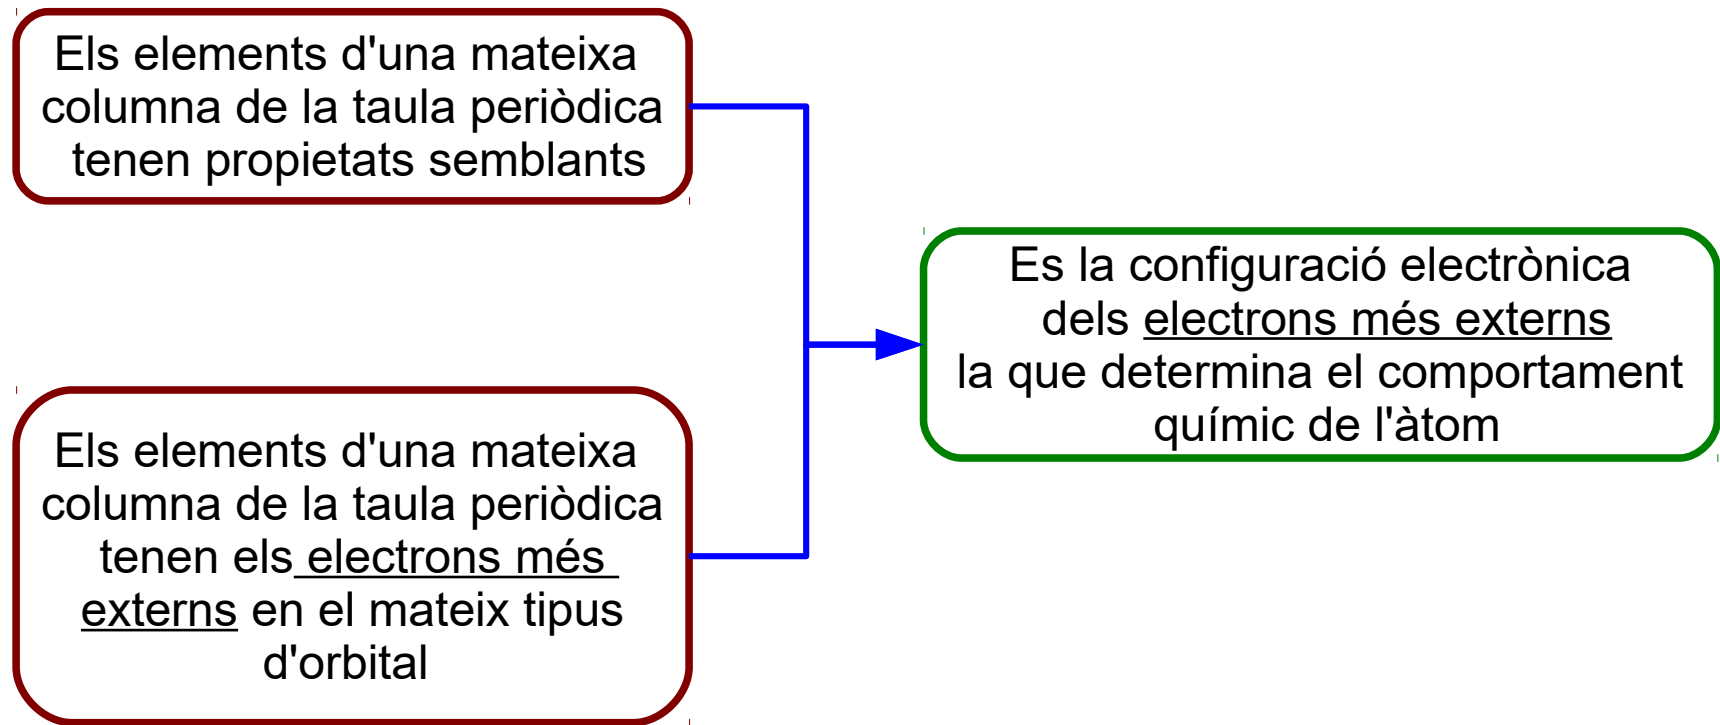 Els elements d'una mateixa
columna de la taula periòdica
tenen propietats semblants
Els elements d'una mateixa
columna de la taula periòdica
tenen els electrons més
externs en el mateix tipus
d'orbital
Es la configuració electrònica
dels electrons més externs
la que determina el comportament
químic de l'àtom